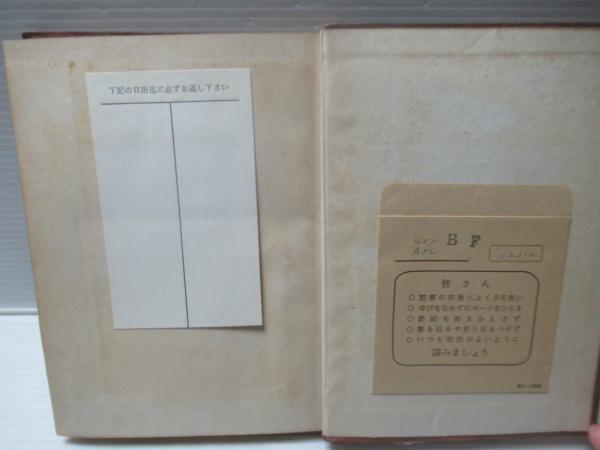 下記の日附迄に必ずお返し下さい
B F
皆さん
○読書の前後によく手を洗い
○ゆびをなめずにページをひらき
○表紙を巻きかえさず
○書き込みや折り目もつけず
○いつも気持がよいように
読みましょう